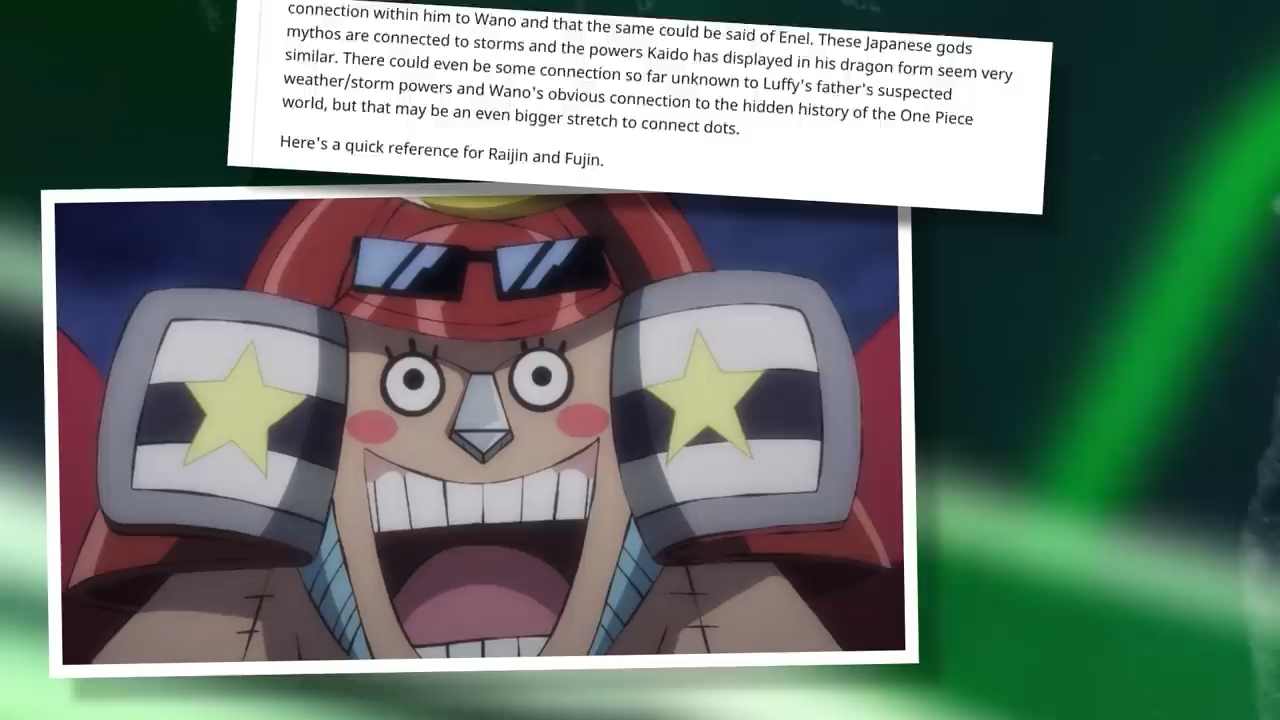 connection within him to Wano and that the same could be said of Enel. These Japanese gods
mythos are connected to storms and the powers Kaido has displayed in his dragon form seem very
similar. There could even be some connection so far unknown to Luffy's father's suspected
weather/storm powers and Wano's obvious connection to the hidden history of the One Piece
world, but that may be an even bigger stretch to connect dots.
Here's a quick reference for Raijin and Fujin.